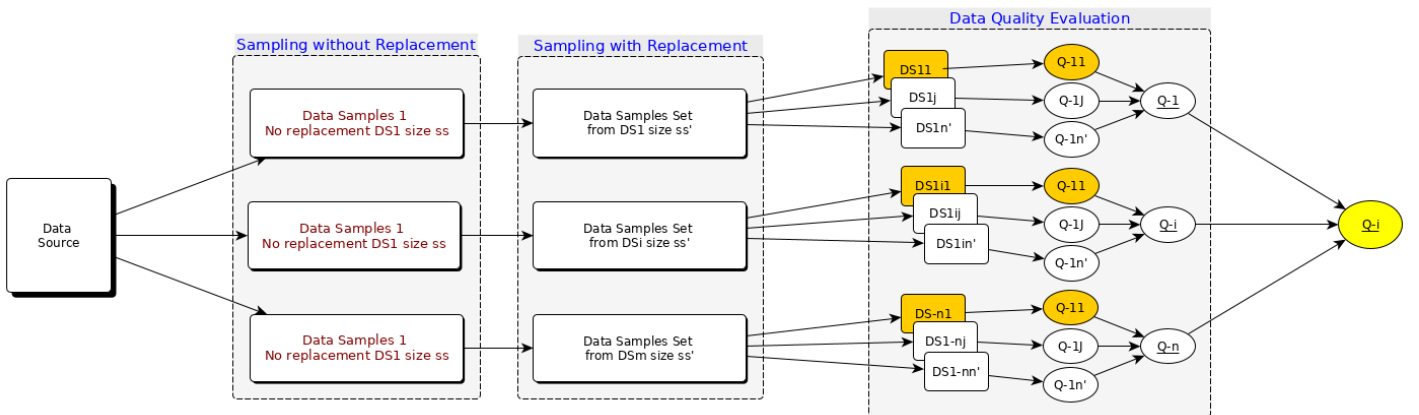 Data Quality Evaluation
Sampling without Replacement
Sampling with Replacement
Data
Source
Data Samples 1
No replacement DS1 size ss
Data Samples Set
from DS1 size ss'
DS11
DS1j
DS1n'
Q-11
Q-1J
Q-1n'
Q-1
Data Samples 1
No replacement DS1 size ss
Data Samples Set
from DSi size ss'
DS1i1
DS1ij
DS1in'
Q-11
Q-1J
Q-1n'
Q-i
Q-i
Data Samples 1
No replacement DS1 size ss
Data Samples Set
from DSm size ss'
DS-n1
DS1-nj
DS1-nn'
Q-11
Q-1J
Q-1n'
Q-n